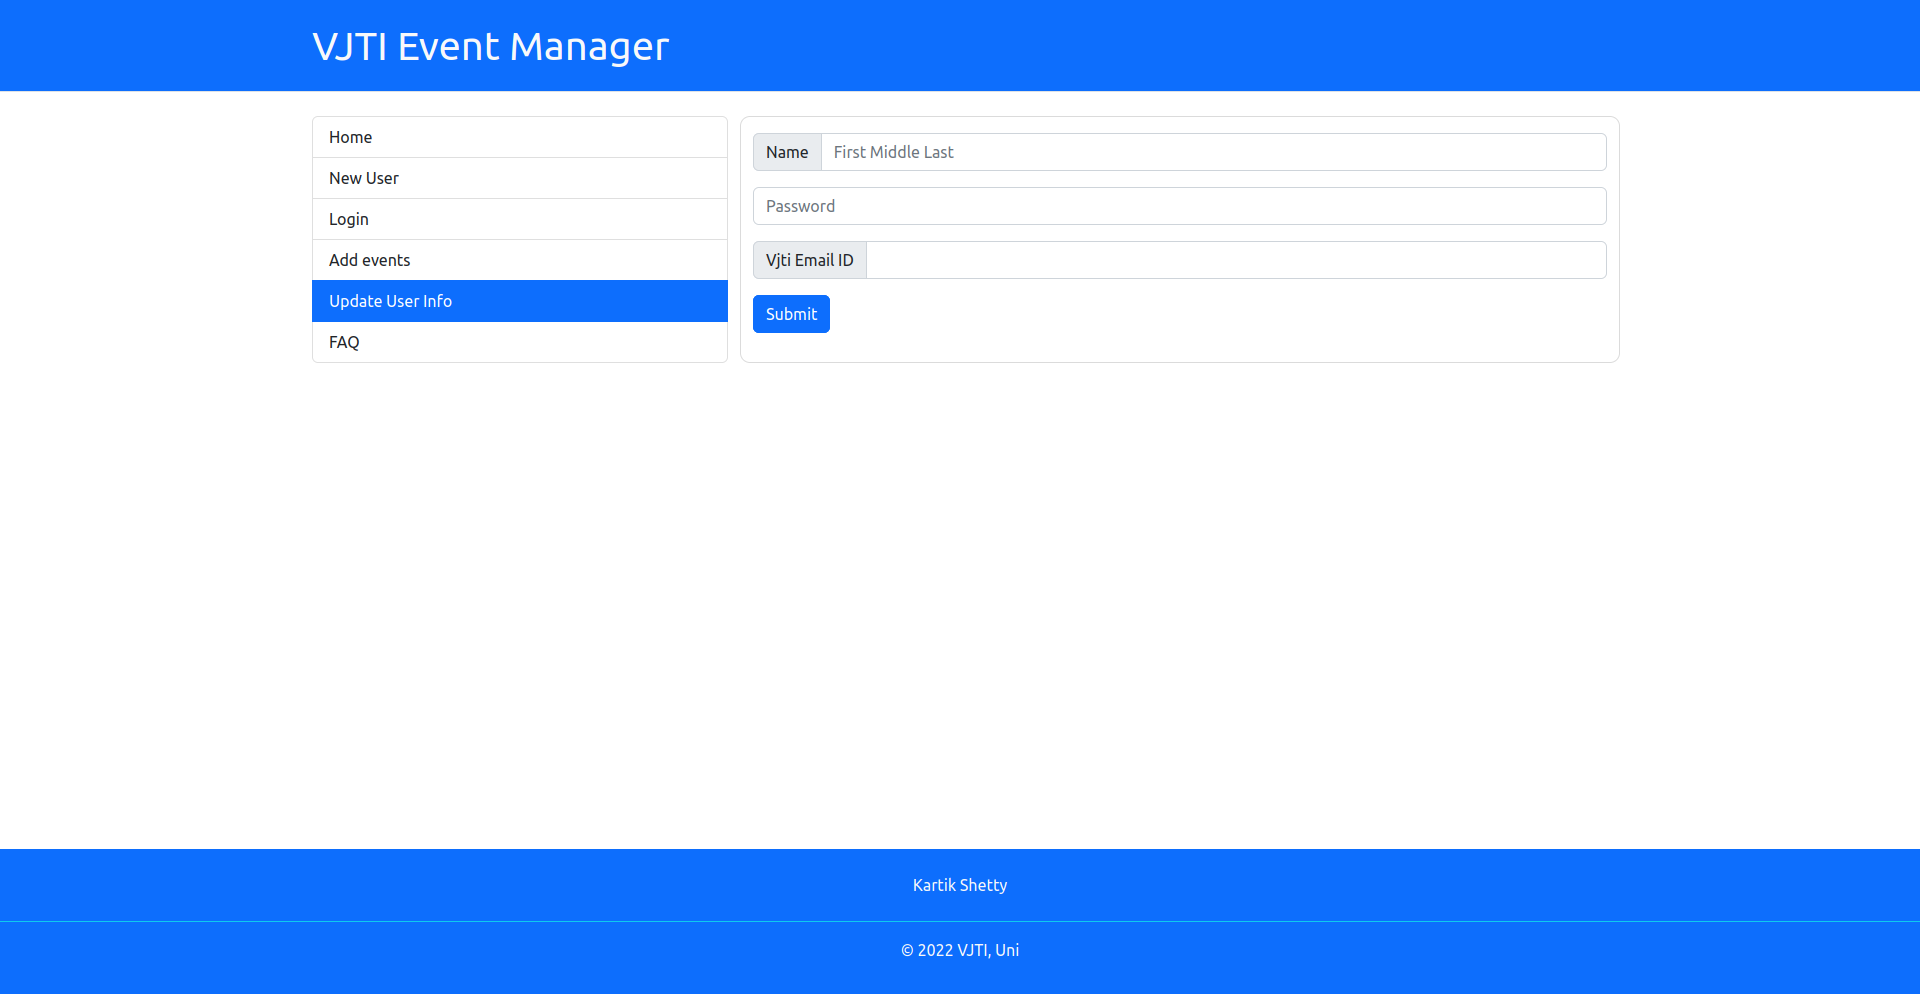 VJTI Event Manager
Home
New User
Login
Add events
Update User Info
FAQ
Name First Middle Last
Password
Vjti Email ID
Submit
Kartik Shetty
© 2022 VJTI, Uni